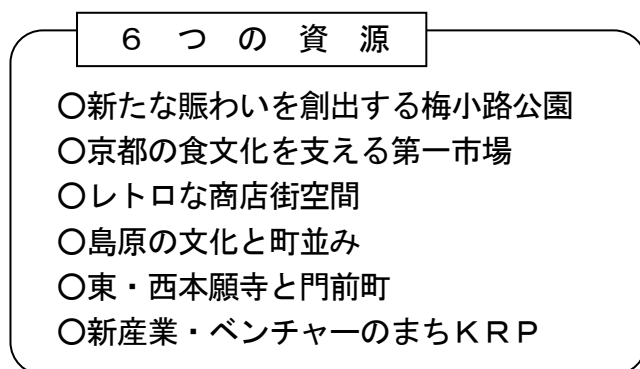 ６つの資源
○新たな賑わいを創出する梅小路公園
○京都の食文化を支える第一市場
○レトロな商店街空間
○島原の文化と町並み
○東・西本願寺と門前町
○新産業・ベンチャーのまちＫＲＰ